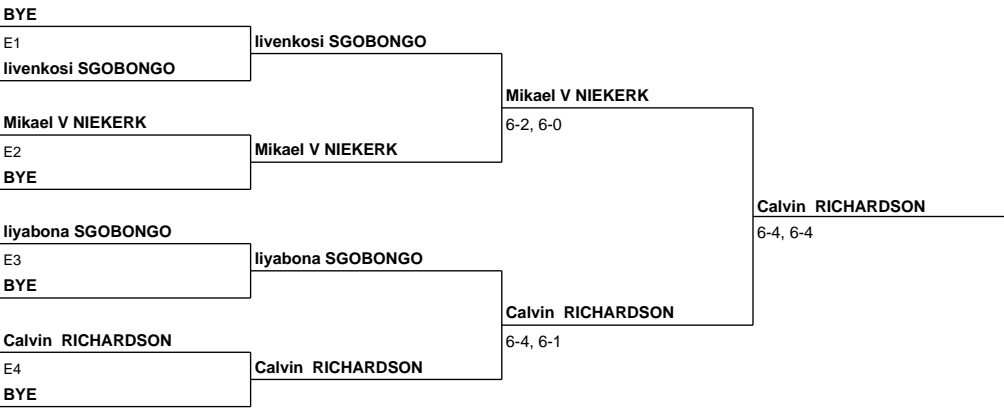 BYE
E1
livenkosi SGOBONGO
livenkosi SGOBONGO
Mikael V NIEKERK
6-2, 6-0
Mikael V NIEKERK
E2
BYE
Mikael V NIEKERK
Calvin RICHARDSON
6-4, 6-4
liyabona SGOBONGO
E3
BYE
liyabona SGOBONGO
Calvin RICHARDSON
6-4, 6-1
Calvin RICHARDSON
E4
BYE
Calvin RICHARDSON